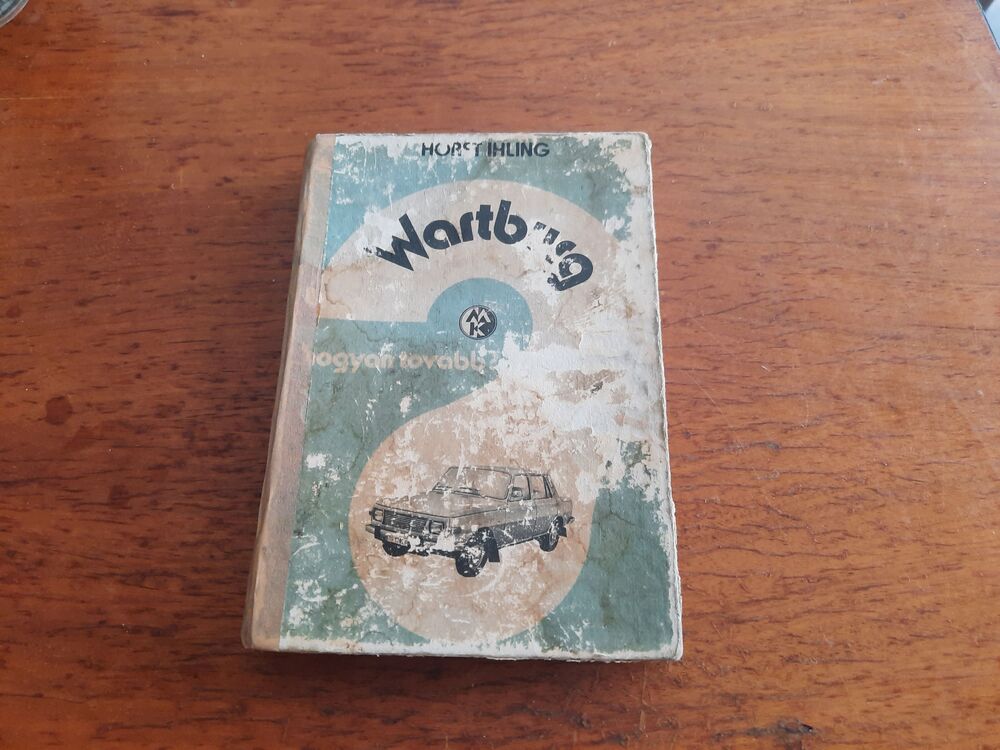 HORST IHLING
Wartburg
MK
hogyan tovább?